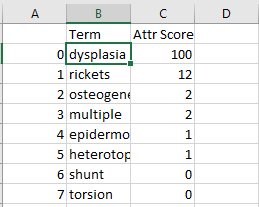 A B C D
Term Attr Score
0 dysplasia 100
1 rickets 12
2 osteogene 2
3 multiple 2
4 epidermo 1
5 heterotop 1
6 shunt 0
7 torsion 0